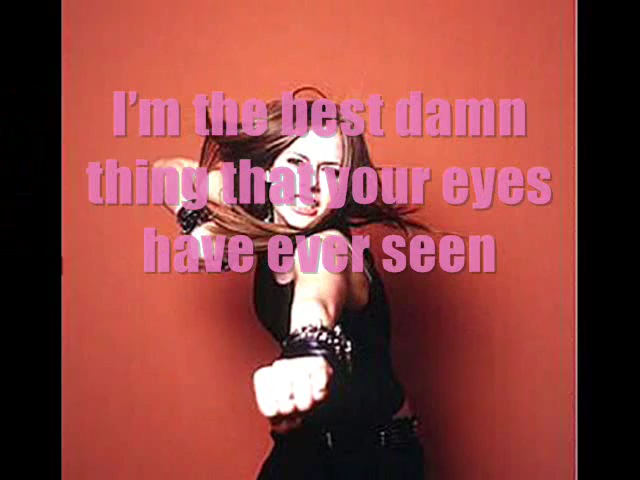 I’m the best damn
thing that your eyes
have ever seen